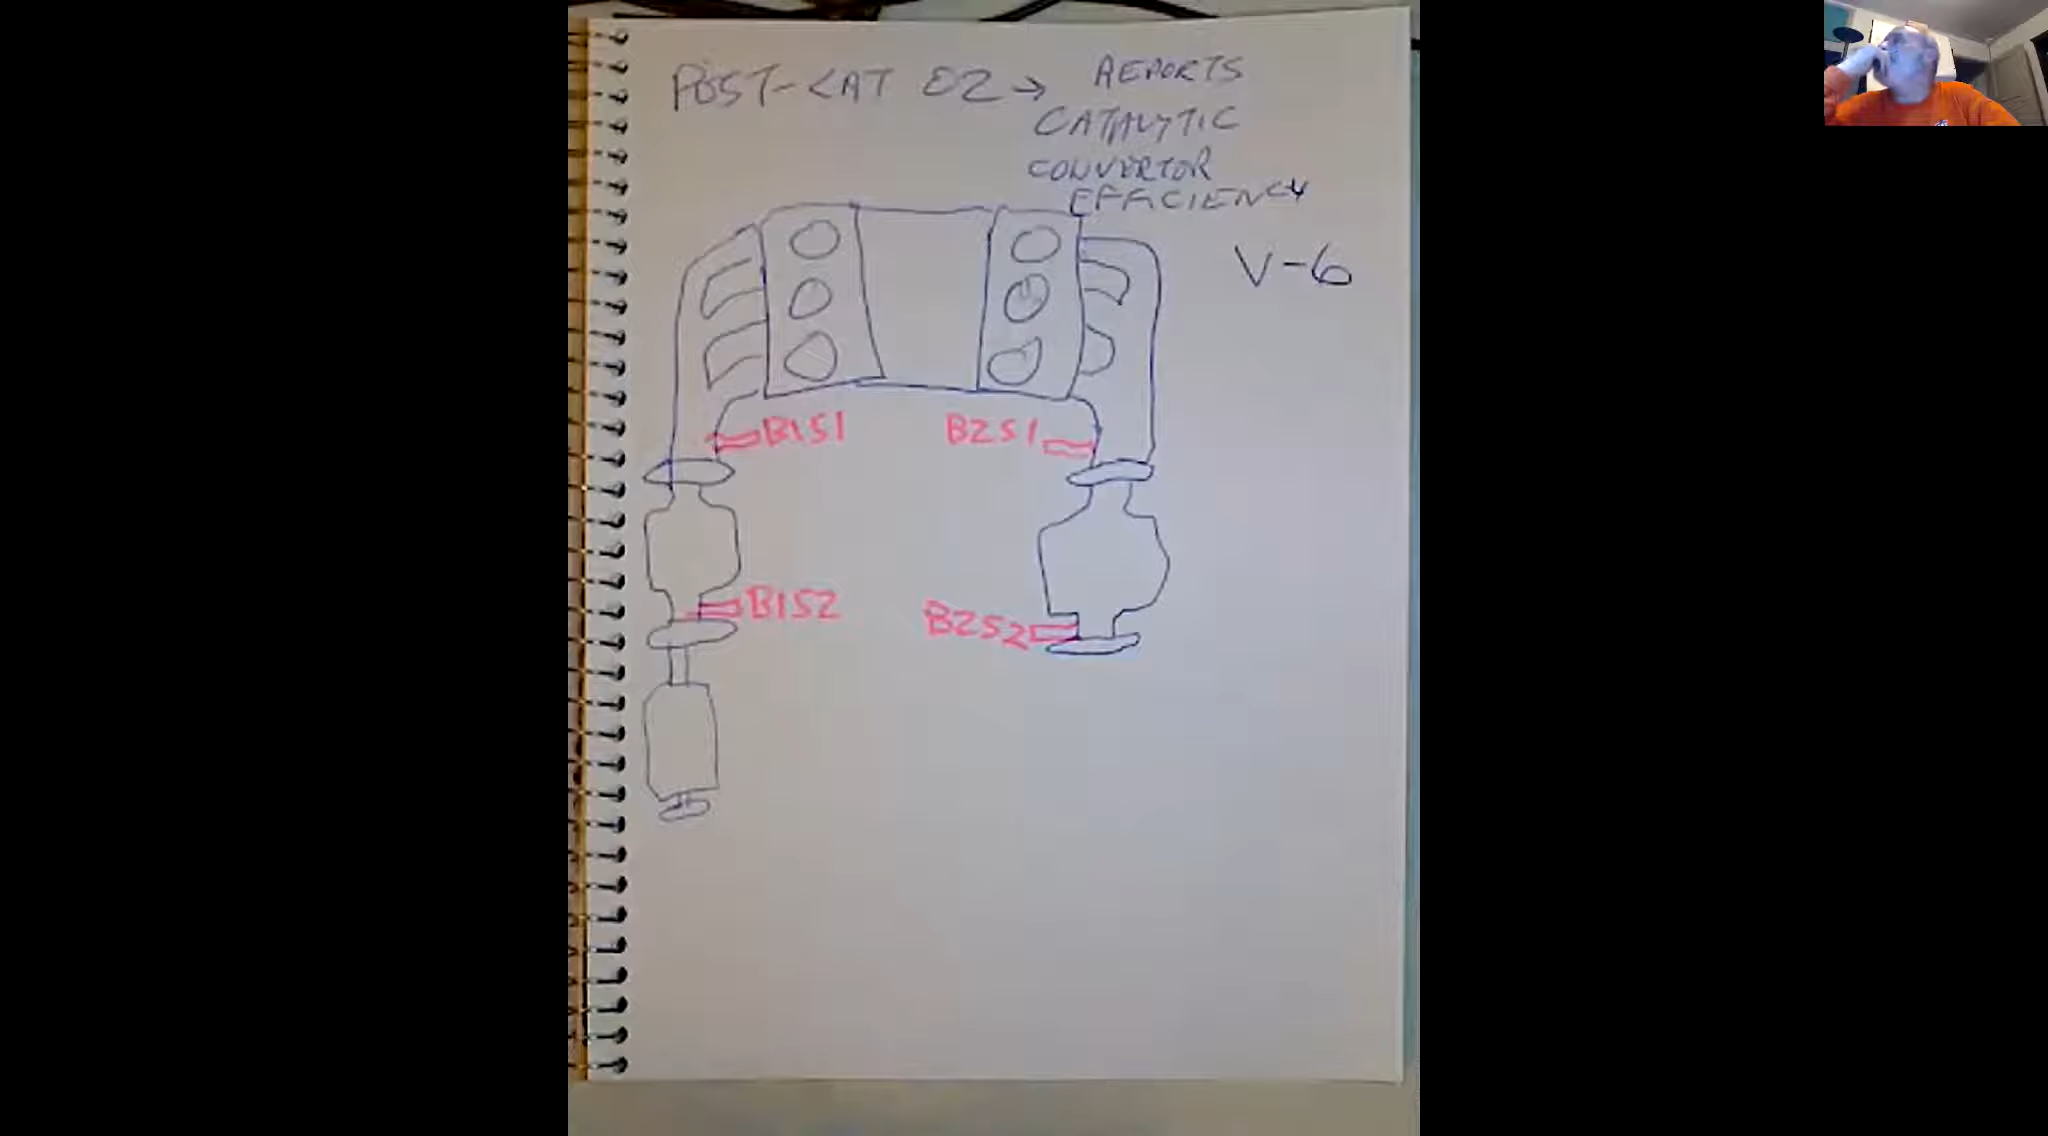 POST-CAT O2 → REPORTS
CATALYTIC
CONVERTOR
EFFICIENCY
V-6
B1S1
B2S1
B1S2
B2S2